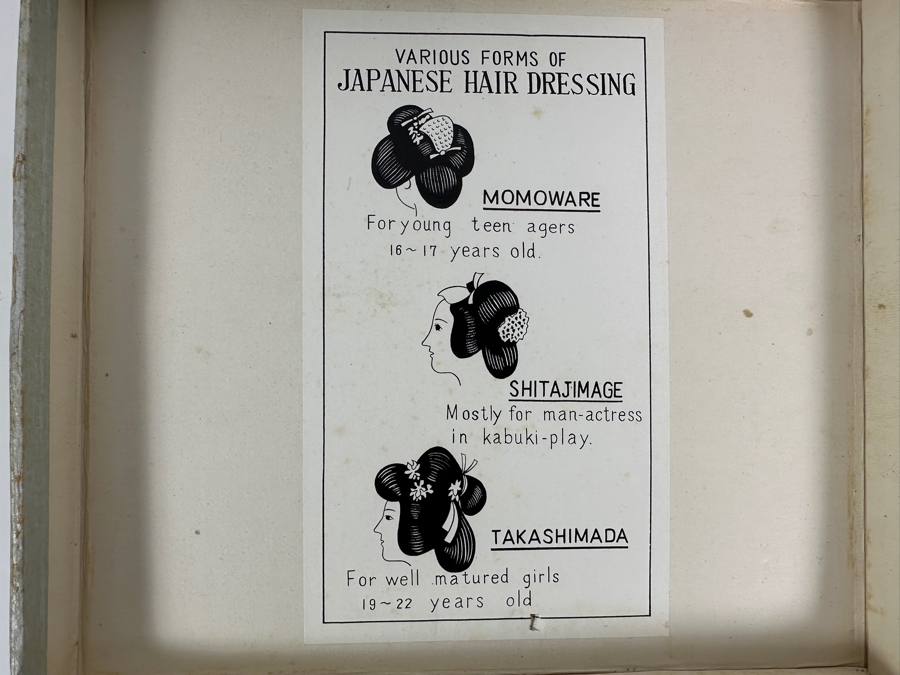 VARIOUS FORMS OF
JAPANESE HAIR DRESSING
MOMOWARE
For young teen agers
16~17 years old.
SHITAJIMAGE
Mostly for man-actress
in kabuki-play.
TAKASHIMADA
For well matured girls
19~22 years old